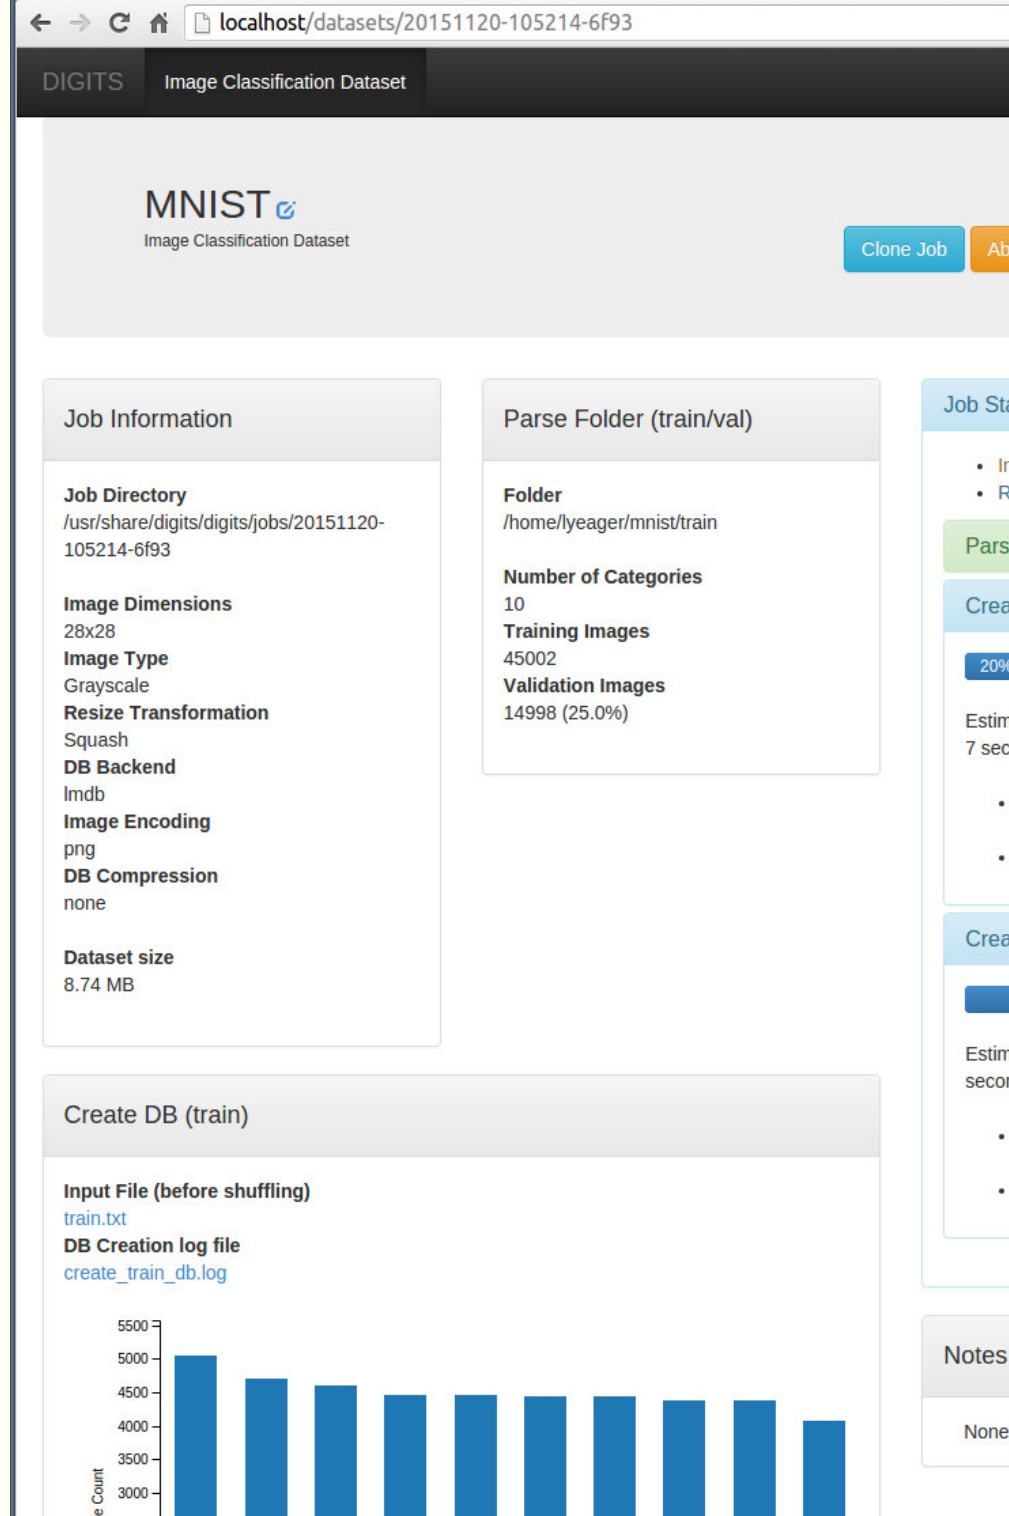 localhost/datasets/20151120-105214-6f93
DIGITS Image Classification Dataset
MNIST
Image Classification Dataset
Clone Job
Job Information
Job Directory
/usr/share/digits/digits/jobs/20151120-
105214-6f93
Image Dimensions
28x28
Image Type
Grayscale
Resize Transformation
Squash
DB Backend
lmdb
Image Encoding
png
DB Compression
none
Dataset size
8.74 MB
Parse Folder (train/val)
Folder
/home/lyeager/mnist/train
Number of Categories
10
Training Images
45002
Validation Images
14998 (25.0%)
Create DB (train)
Input File (before shuffling)
train.txt
DB Creation log file
create_train_db.log
5500
5000
4500
4000
3500
3000
Count
Job
20%
7
Notes
None